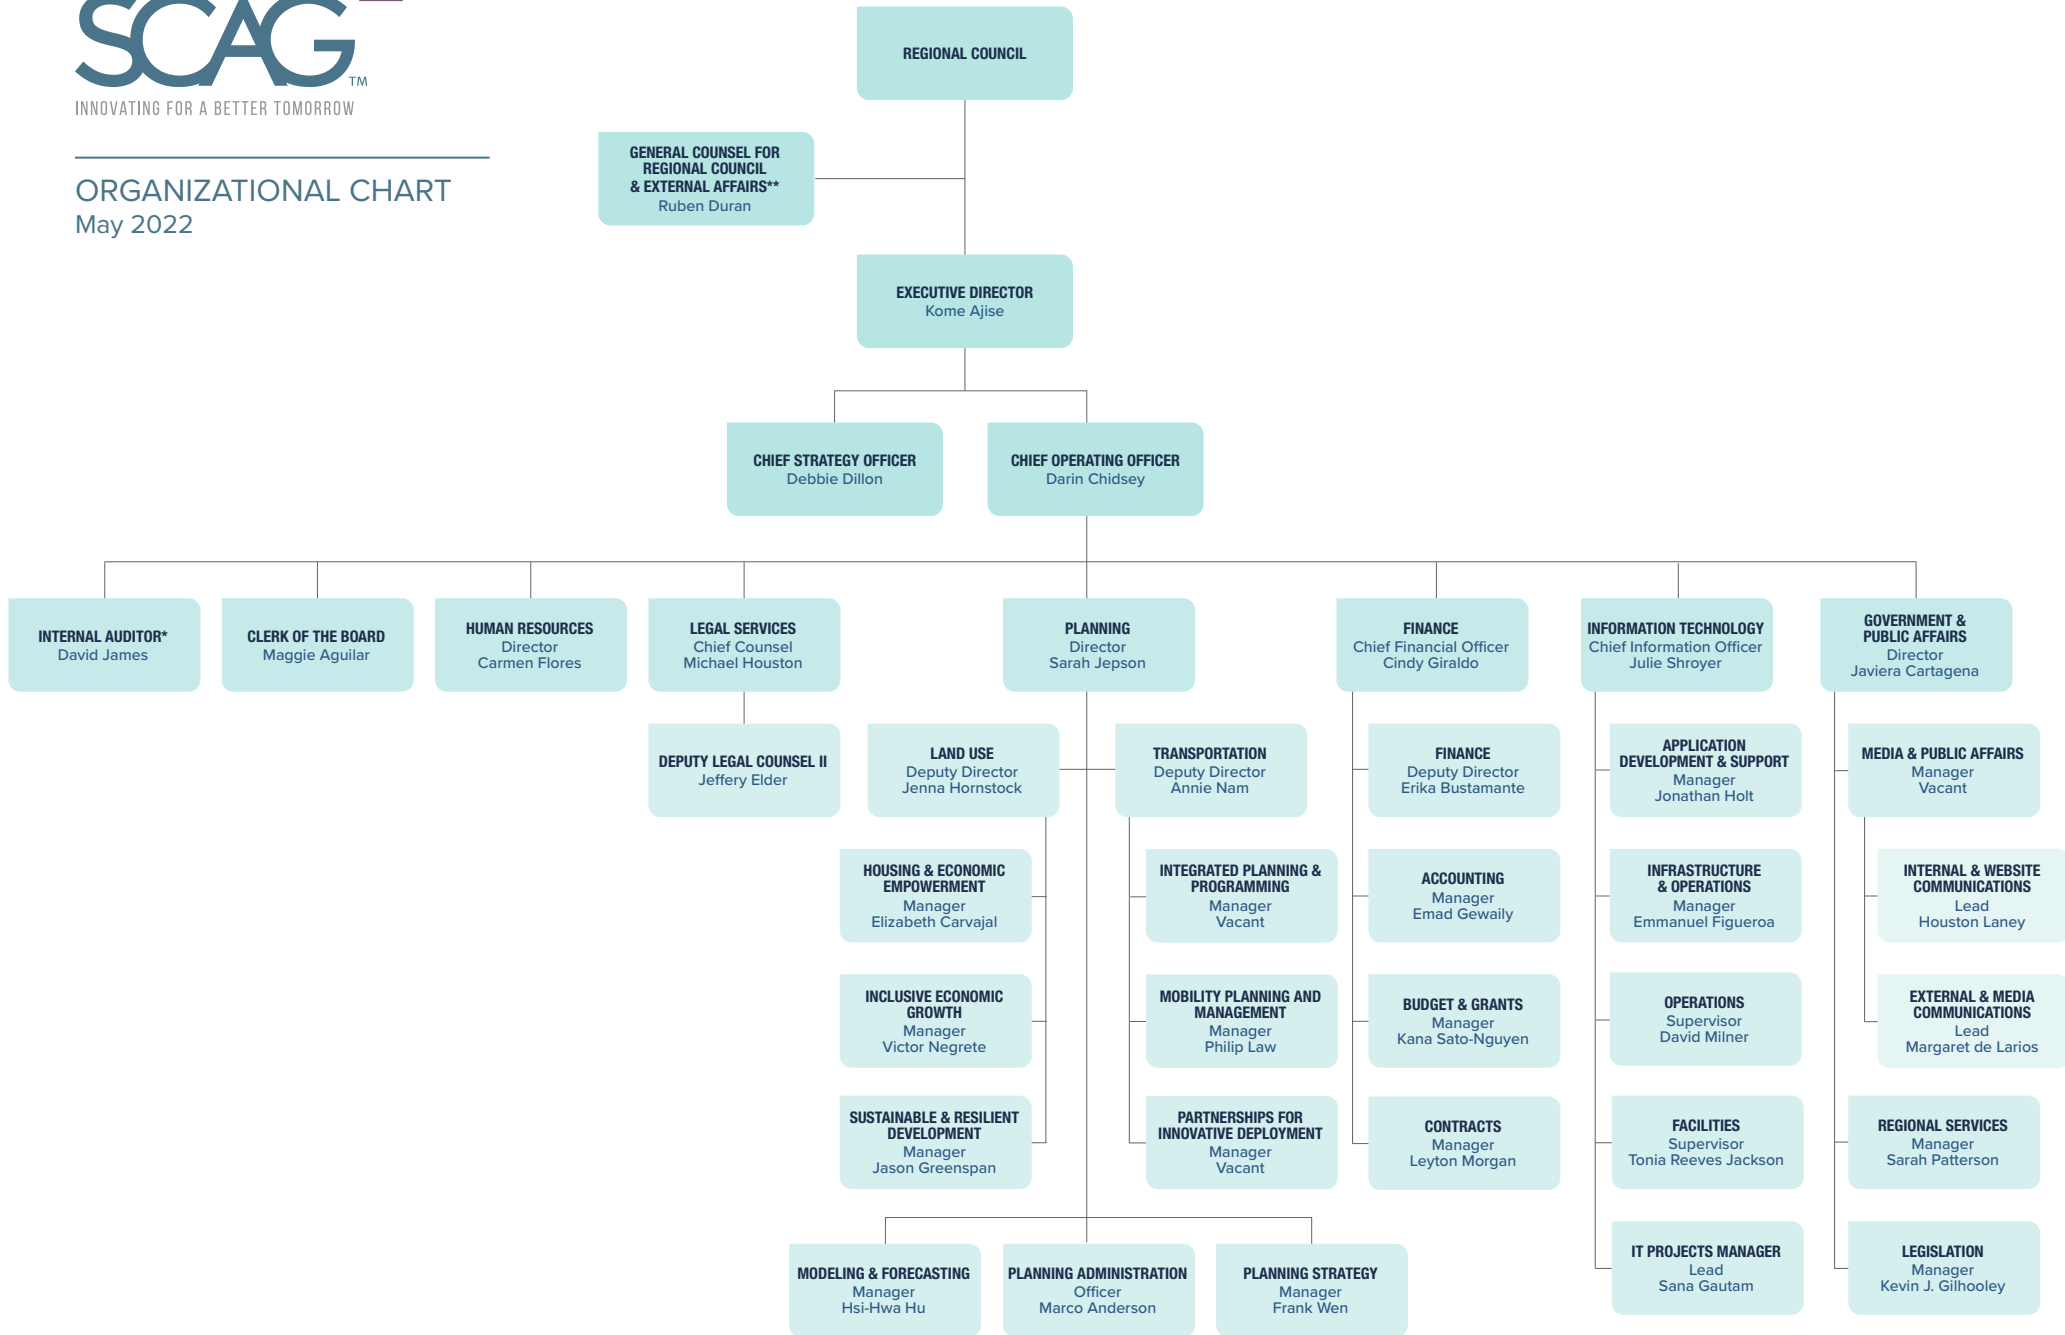 SCAG™
INNOVATING FOR A BETTER TOMORROW
ORGANIZATIONAL CHART
May 2022
REGIONAL COUNCIL
GENERAL COUNSEL FOR
REGIONAL COUNCIL
& EXTERNAL AFFAIRS**
Ruben Duran
EXECUTIVE DIRECTOR
Kome Ajise
CHIEF STRATEGY OFFICER
Debbie Dillon
CHIEF OPERATING OFFICER
Darin Chidsey
INTERNAL AUDITOR*
David James
CLERK OF THE BOARD
Maggie Aguilar
HUMAN RESOURCES
Director
Carmen Flores
LEGAL SERVICES
Chief Counsel
Michael Houston
PLANNING
Director
Sarah Jepson
FINANCE
Chief Financial Officer
Cindy Giraldo
INFORMATION TECHNOLOGY
Chief Information Officer
Julie Shroyer
GOVERNMENT &
PUBLIC AFFAIRS
Director
Javiera Cartagena
DEPUTY LEGAL COUNSEL II
Jeffery Elder
LAND USE
Deputy Director
Jenna Hornstock
TRANSPORTATION
Deputy Director
Annie Nam
FINANCE
Deputy Director
Erika Bustamante
APPLICATION
DEVELOPMENT & SUPPORT
Manager
Jonathan Holt
MEDIA & PUBLIC AFFAIRS
Manager
Vacant
HOUSING & ECONOMIC
EMPOWERMENT
Manager
Elizabeth Carvajal
INTEGRATED PLANNING &
PROGRAMMING
Manager
Vacant
ACCOUNTING
Manager
Emad Gewaily
INFRASTRUCTURE
& OPERATIONS
Manager
Emmanuel Figueroa
INTERNAL & WEBSITE
COMMUNICATIONS
Lead
Houston Laney
INCLUSIVE ECONOMIC
GROWTH
Manager
Victor Negrete
MOBILITY PLANNING AND
MANAGEMENT
Manager
Philip Law
BUDGET & GRANTS
Manager
Kana Sato-Nguyen
OPERATIONS
Supervisor
David Milner
EXTERNAL & MEDIA
COMMUNICATIONS
Lead
Margaret de Larios
SUSTAINABLE & RESILIENT
DEVELOPMENT
Manager
Jason Greenspan
PARTNERSHIPS FOR
INNOVATIVE DEPLOYMENT
Manager
Vacant
CONTRACTS
Manager
Leyton Morgan
FACILITIES
Supervisor
Tonia Reeves Jackson
REGIONAL SERVICES
Manager
Sarah Patterson
MODELING & FORECASTING
Manager
Hsi-Hwa Hu
PLANNING ADMINISTRATION
Officer
Marco Anderson
PLANNING STRATEGY
Manager
Frank Wen
IT PROJECTS MANAGER
Lead
Sana Gautam
LEGISLATION
Manager
Kevin J. Gilhooley